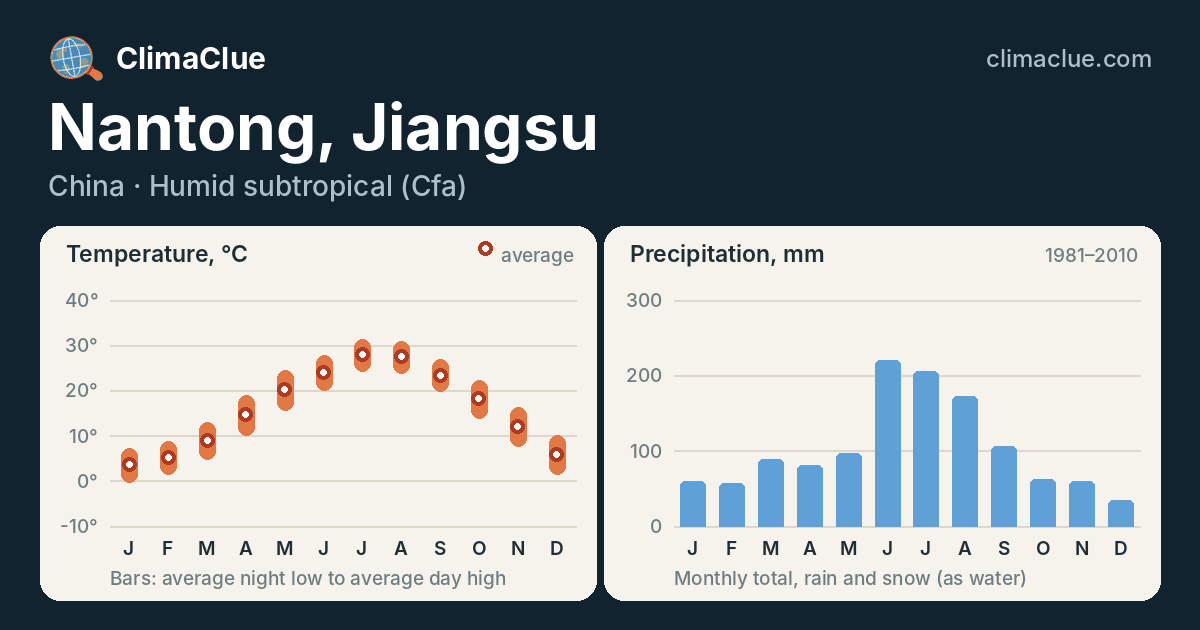 ClimaClue
climaclue.com
Nantong, Jiangsu
China · Humid subtropical (Cfa)
Temperature, °C
average
40°
30°
20°
10°
0°
-10°
J F M A M J J A S O N D
Bars: average night low to average day high
Precipitation, mm
1981–2010
300
200
100
0
J F M A M J J A S O N D
Monthly total, rain and snow (as water)